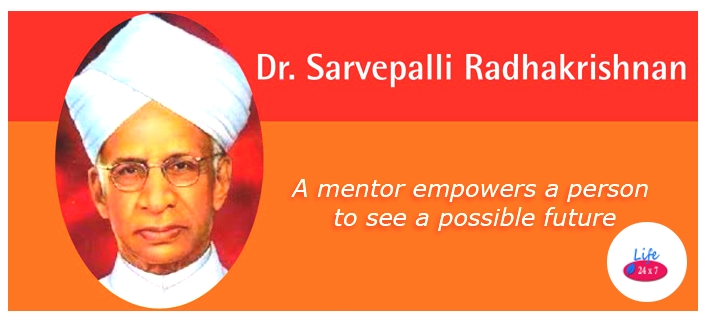 Dr. Sarvepalli Radhakrishnan
A mentor empowers a person
to see a possible future
Life
24 x 7